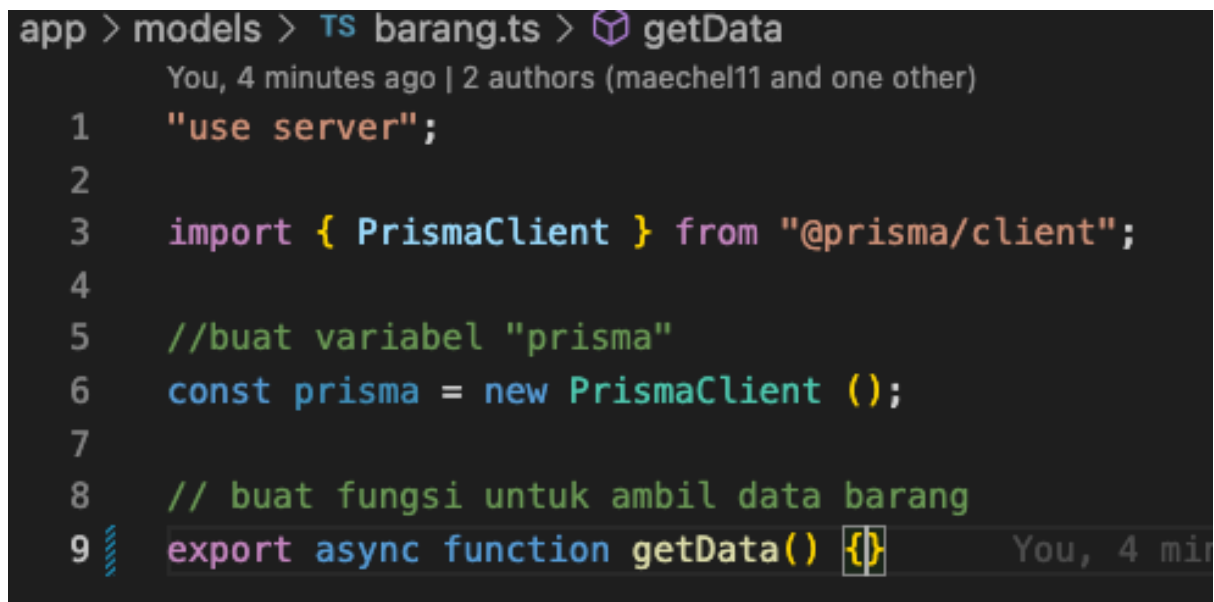 app > models > TS barang.ts > getData
You, 4 minutes ago | 2 authors (maechel11 and one other)
1 "use server";
2
3 import { PrismaClient } from "@prisma/client";
4
5 //buat variabel "prisma"
6 const prisma = new PrismaClient ();
7
8 // buat fungsi untuk ambil data barang
9 export async function getData() {} You, 4 min